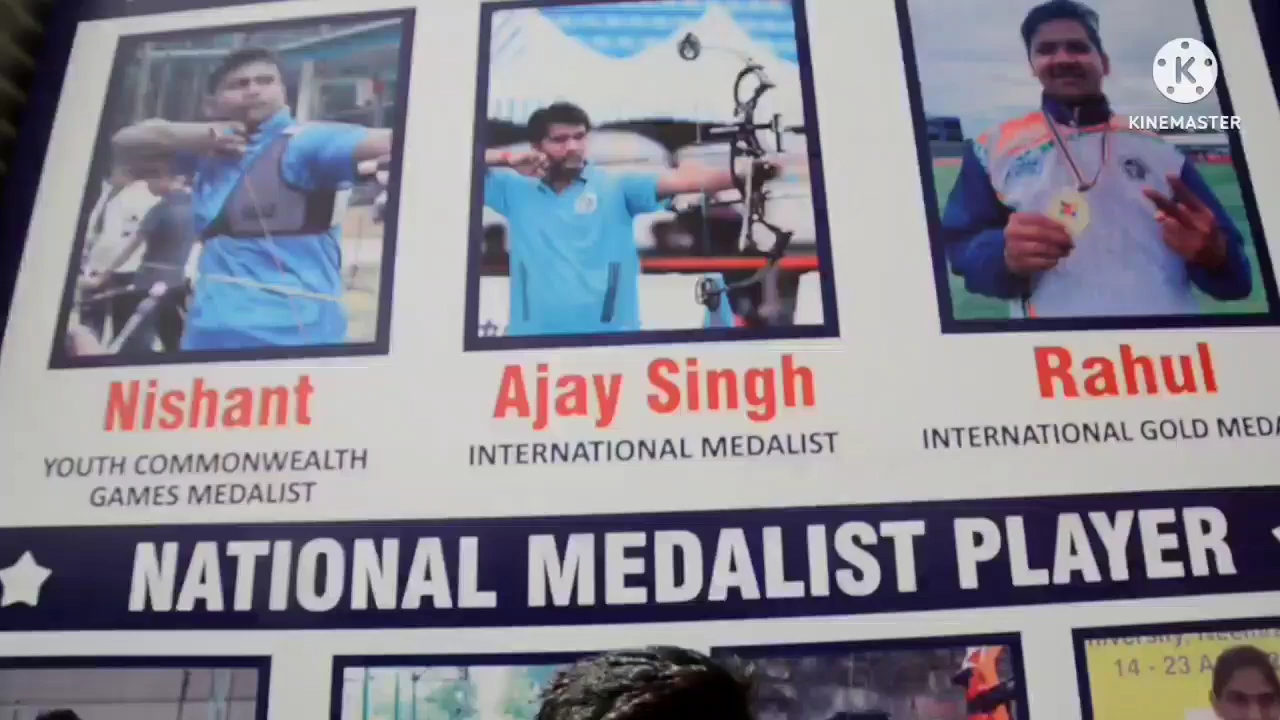 K
KINEMASTER
Nishant
YOUTH COMMONWEALTH
GAMES MEDALIST
Ajay Singh
INTERNATIONAL MEDALIST
Rahul
INTERNATIONAL GOLD MEDA
NATIONAL MEDALIST PLAYER
14 - 23 A